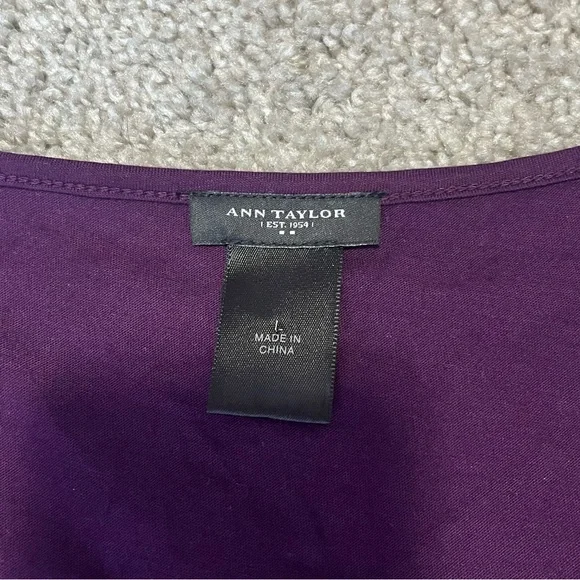 ANN TAYLOR
EST. 1954
L
MADE IN
CHINA